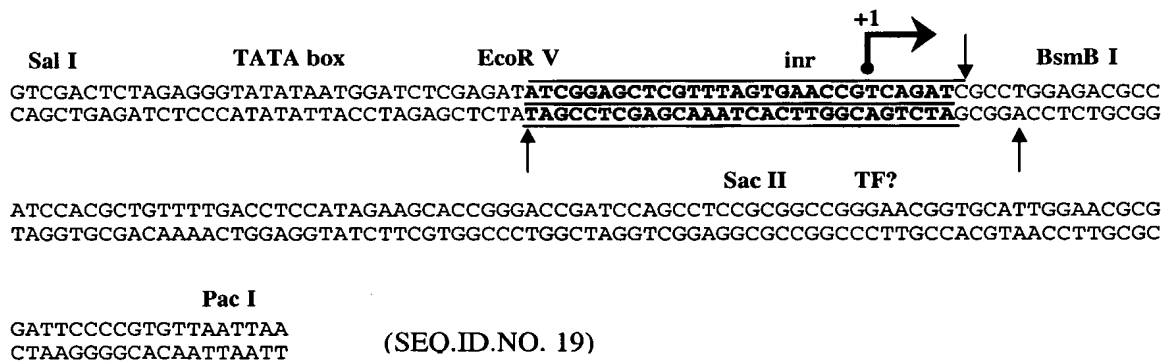 +1
Sal I TATA box EcoR V inr BsmB I
GTCGACTCTAGAGGGTATATAATGGATCTCGAGATATCGGAGCTCGTTTAGTGAACCGTCAGATCGCCTGGAGACGCC
CAGCTGAGATCTCCCATATATTACCTAGAGCTCTATAGCCTCGAGCAAATCACTTGGCAGTCTAGCGGACCTCTGCGG
Sac II TF?
ATCCACGCTGTTTTGACCTCCATAGAAGCACCGGGACCGATCCAGCCTCCGCGGCCGGGAACGGTGCATTGGAACGCG
TAGGTGCGACAAAACTGGAGGTATCTTCGTGGCCCTGGCTAGGTCGGAGGCGCCGGCCCTTGCCACGTAACCTTGCGC
Pac I
GATTCCCCGTGTTAATTAA
CTAAGGGGCACAATTAATT
(SEQ.ID.NO. 19)